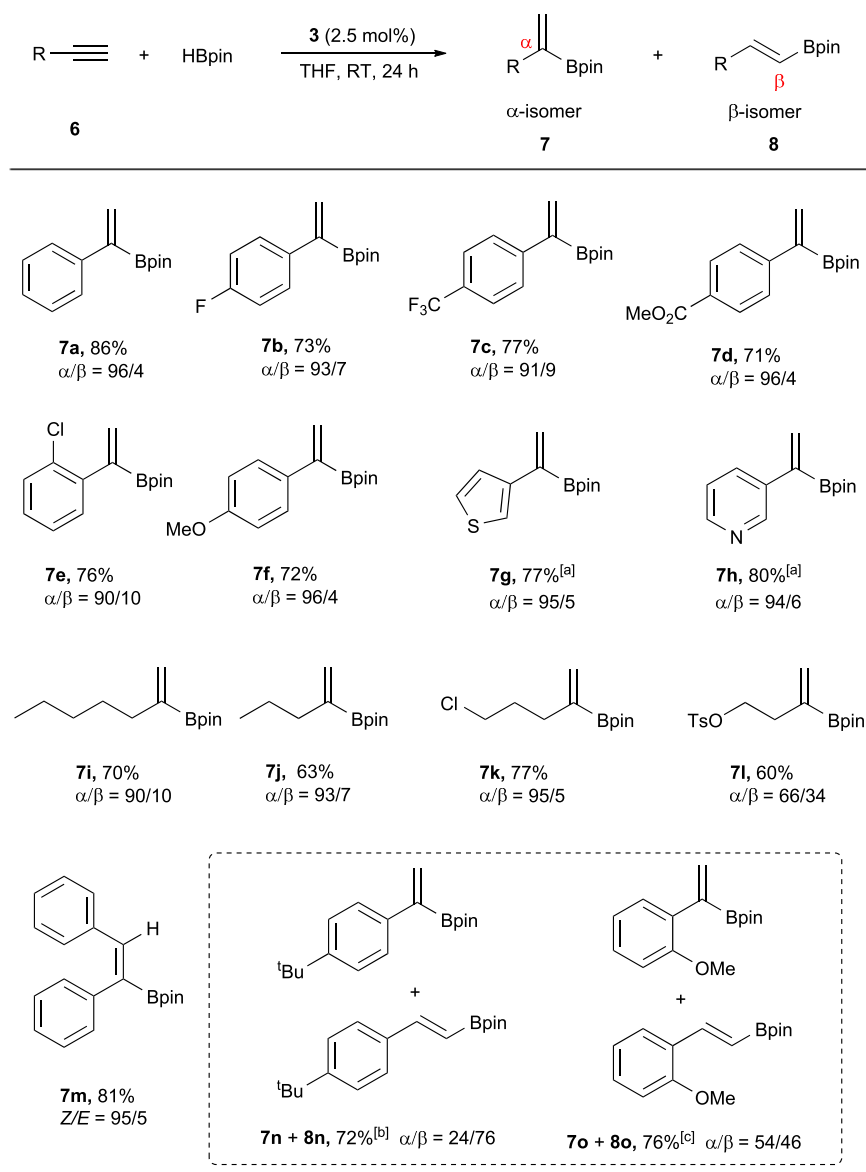 R + HBpin 3 (2.5 mol%) α R Bpin + R Bpin β
THF, RT, 24 h
α-isomer β-isomer
6 7 8
Bpin Bpin Bpin Bpin
F F3C MeO2C
7a, 86% 7b, 73% 7c, 77% 7d, 71%
α/β = 96/4 α/β = 93/7 α/β = 91/9 α/β = 96/4
Cl
Bpin Bpin Bpin Bpin
MeO S N
7e, 76% 7f, 72% 7g, 77%[a] 7h, 80%[a]
α/β = 90/10 α/β = 96/4 α/β = 95/5 α/β = 94/6
Bpin Bpin Cl Bpin TsO Bpin
7i, 70% 7j, 63% 7k, 77% 7l, 60%
α/β = 90/10 α/β = 93/7 α/β = 95/5 α/β = 66/34
H
Bpin Bpin Bpin
tBu OMe
+ +
Bpin Bpin
tBu OMe
7m, 81%
Z/E = 95/5
7n + 8n, 72%[b] α/β = 24/76 7o + 8o, 76%[c] α/β = 54/46